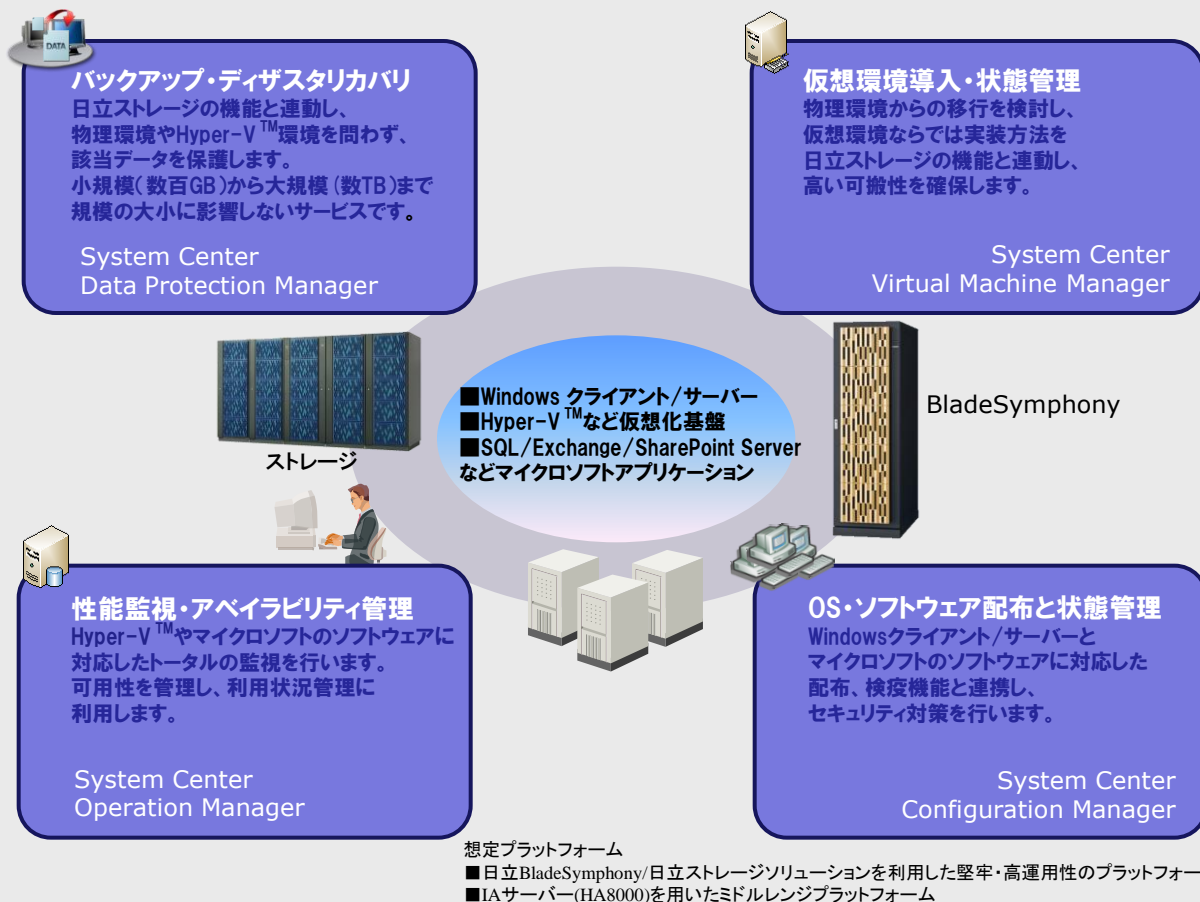 DATA
バックアップ・ディザスタリカバリ
日立ストレージの機能と連動し、
物理環境やHyper-V™環境を問わず、
該当データを保護します。
小規模(数百GB)から大規模(数TB)まで
規模の大小に影響しないサービスです。
System Center
Data Protection Manager
仮想環境導入・状態管理
物理環境からの移行を検討し、
仮想環境ならでは実装方法を
日立ストレージの機能と連動し、
高い可搬性を確保します。
System Center
Virtual Machine Manager
■Windows クライアント/サーバー
■Hyper-V™など仮想化基盤
■SQL/Exchange/SharePoint Server
などマイクロソフトアプリケーション
ストレージ
BladeSymphony
性能監視・アベイラビリティ管理
Hyper-V™やマイクロソフトのソフトウェアに
対応したトータルの監視を行います。
可用性を管理し、利用状況管理に
利用します。
System Center
Operation Manager
OS・ソフトウェア配布と状態管理
Windowsクライアント/サーバーと
マイクロソフトのソフトウェアに対応した
配布、検疫機能と連携し、
セキュリティ対策を行います。
System Center
Configuration Manager
想定プラットフォーム
■日立BladeSymphony/日立ストレージソリューションを利用した堅牢・高運用性のプラットフォー
■IAサーバー(HA8000)を用いたミドルレンジプラットフォーム